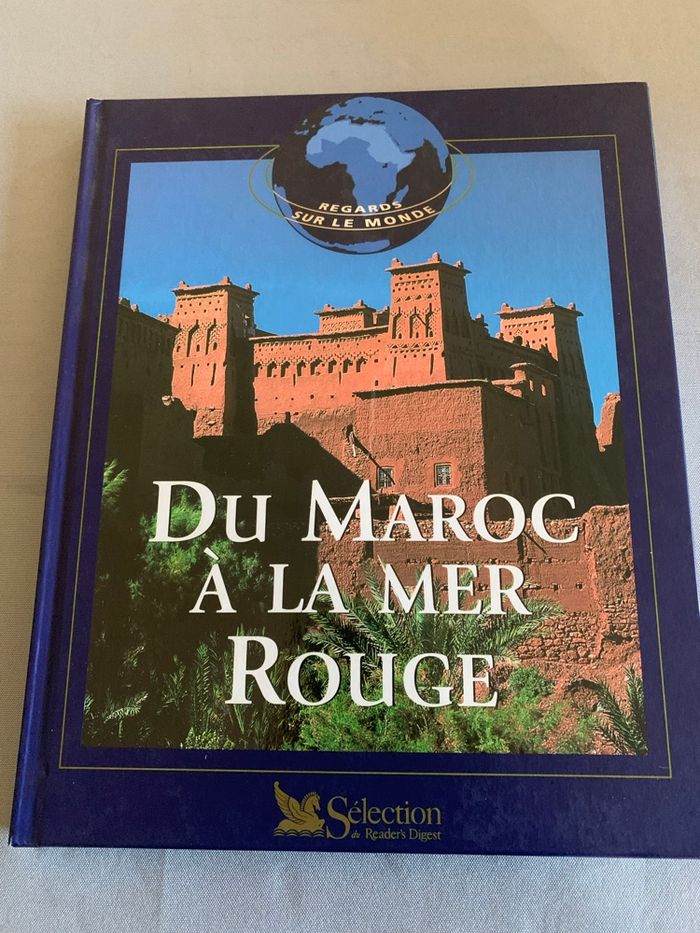 REGARDS
SUR LE MONDE
DU MAROC
À LA MER
ROUGE
Sélection
du Reader's Digest